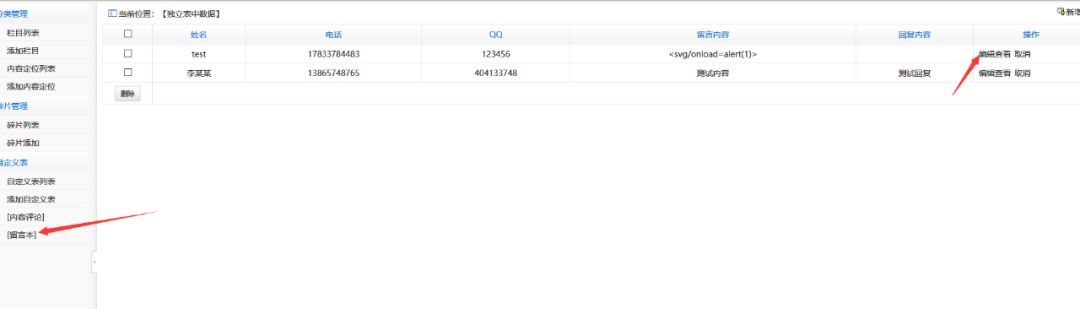 类管理
栏目列表
添加栏目
内容定位列表
添加内容定位
碎片管理
碎片列表
碎片添加
自定义表
自定义表列表
添加自定义表
[内容评论]
[留言本]
当前位置：【独立表中数据】
新增
姓名 电话 QQ 留言内容 回复内容 操作
test 17833784483 123456 <svg/onload=alert(1)> 编辑查看 取消
李某某 13865748765 404133748 测试内容 测试回复 编辑查看 取消
删除